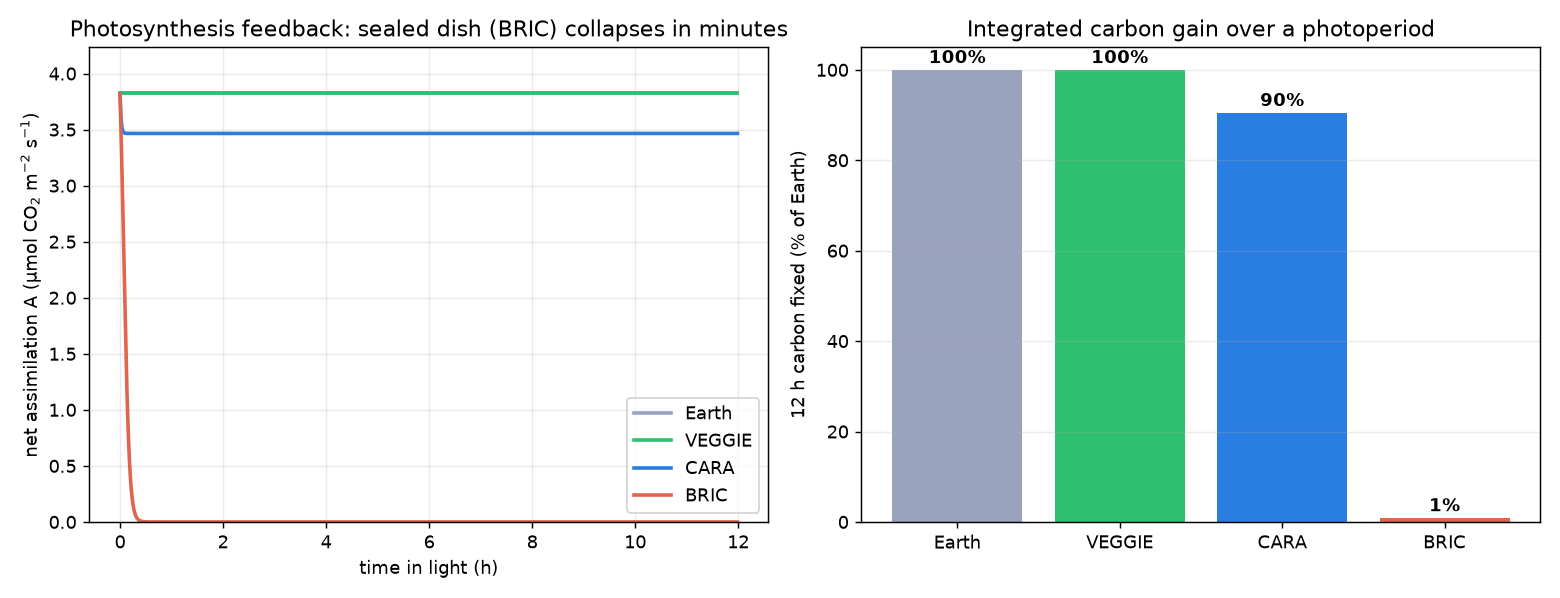 Photosynthesis feedback: sealed dish (BRIC) collapses in minutes
net assimilation A (µmol CO₂ m⁻² s⁻¹)
4.0
3.5
3.0
2.5
2.0
1.5
1.0
0.5
0.0
0 2 4 6 8 10 12
time in light (h)
Earth
VEGGIE
CARA
BRIC
Integrated carbon gain over a photoperiod
12 h carbon fixed (% of Earth)
100
80
60
40
20
0
100% 100% 90% 1%
Earth VEGGIE CARA BRIC